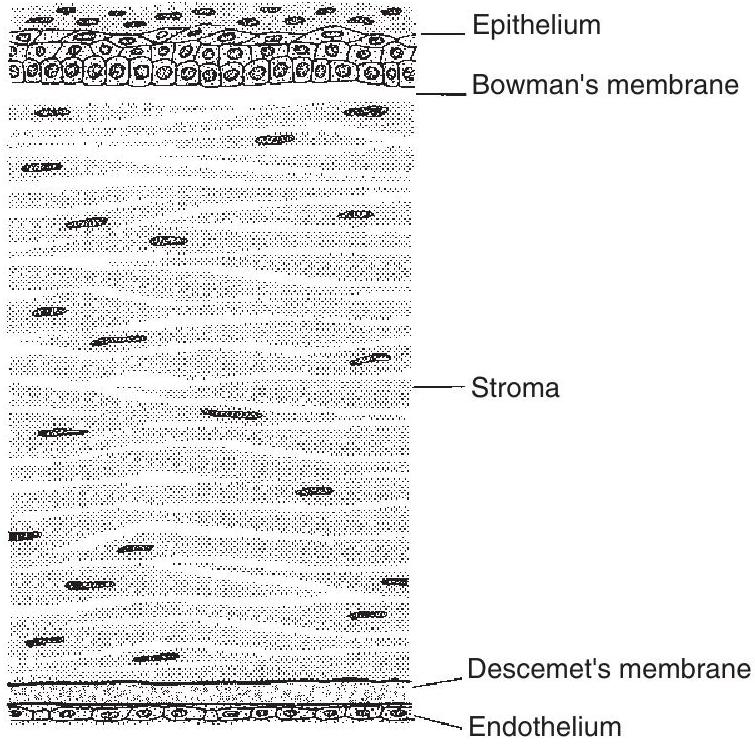 Epithelium
Bowman's membrane
Stroma
Descemet's membrane
Endothelium